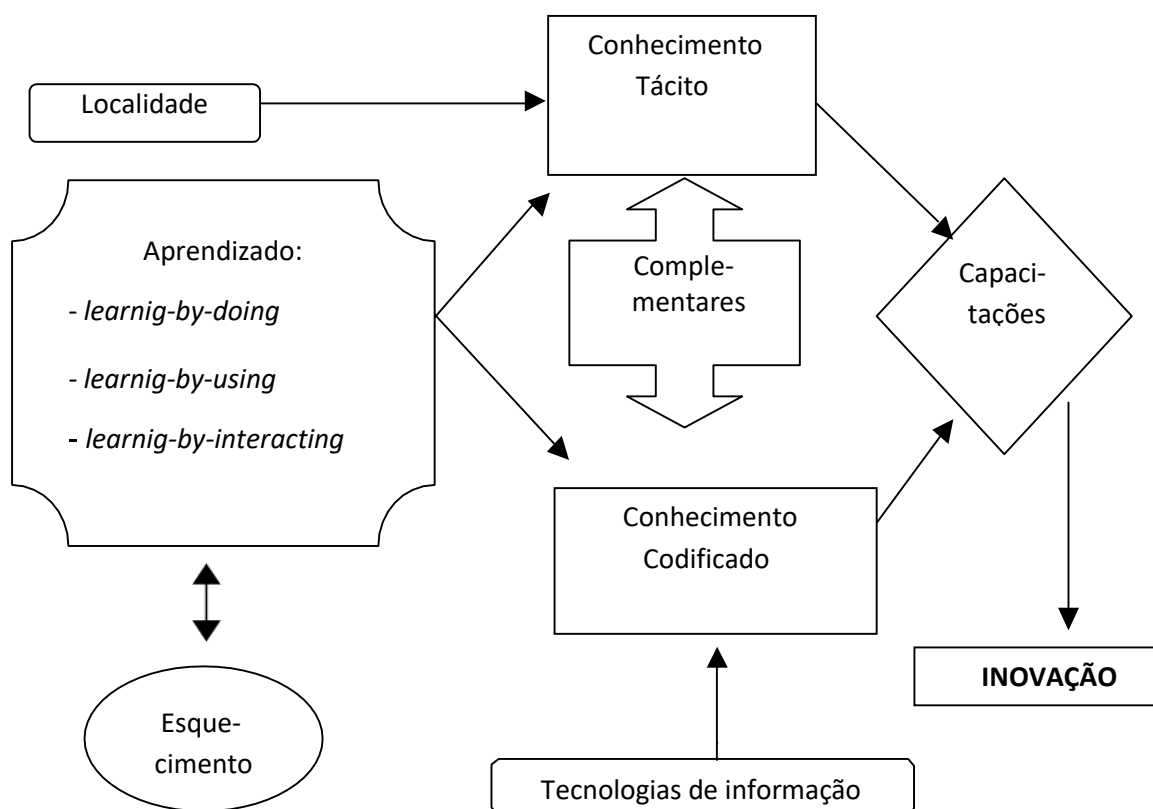 Conhecimento
Tácito
Localidade
Aprendizado:
- learnig-by-doing
- learnig-by-using
- learnig-by-interacting
Comple-
mentares
Capaci-
tações
Conhecimento
Codificado
INOVAÇÃO
Esque-
cimento
Tecnologias de informação